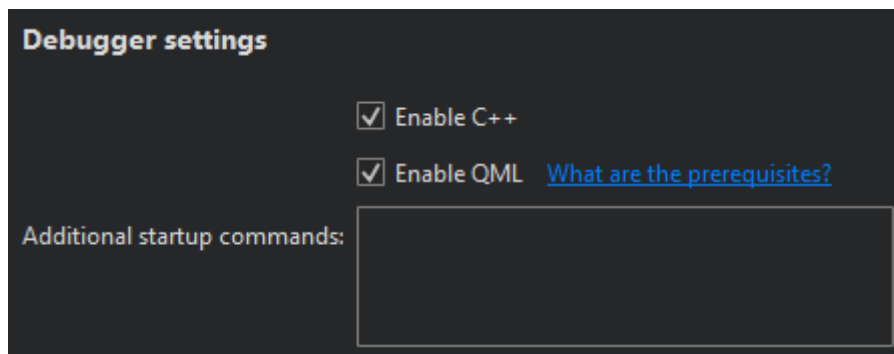 Debugger settings
Enable C++
Enable QML What are the prerequisites?
Additional startup commands: